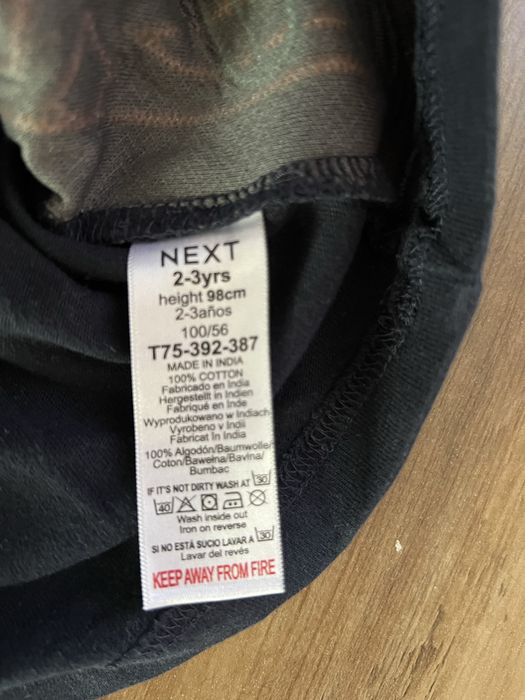 NEXT
2-3yrs
height 98cm
2-3años
100/56
T75-392-387
MADE IN INDIA
100% COTTON
Fabricado en India
Hergestellt in Indien
Fabriqué en Inde
Wyprodukowano w Indiach
Vyrobeno v Indii
Fabricat în India
100% Algodón/Baumwolle/
Coton/Bawełna/Bavlna/
Bumbac
IF IT'S NOT DIRTY WASH AT 30
40
Wash inside out
Iron on reverse
SI NO ESTÁ SUCIO LAVAR A 30
Lavar del revés
KEEP AWAY FROM FIRE